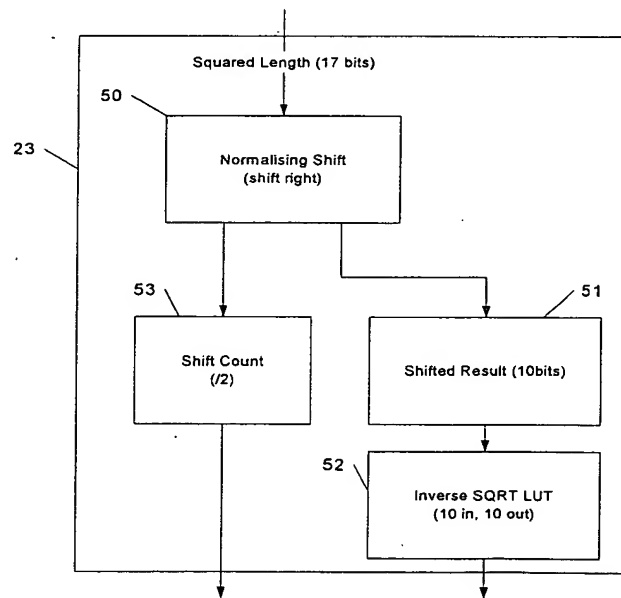 Squared Length (17 bits)
50
23
Normalising Shift
(shift right)
53
51
Shift Count
(/2)
Shifted Result (10bits)
52
Inverse SQRT LUT
(10 in, 10 out)